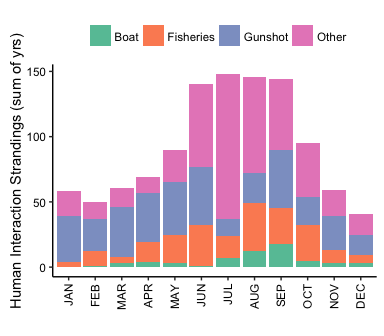 Boat Fisheries Gunshot Other
Human Interaction Strandings (sum of yrs)
150
100
50
0
JAN FEB MAR APR MAY JUN JUL AUG SEP OCT NOV DEC